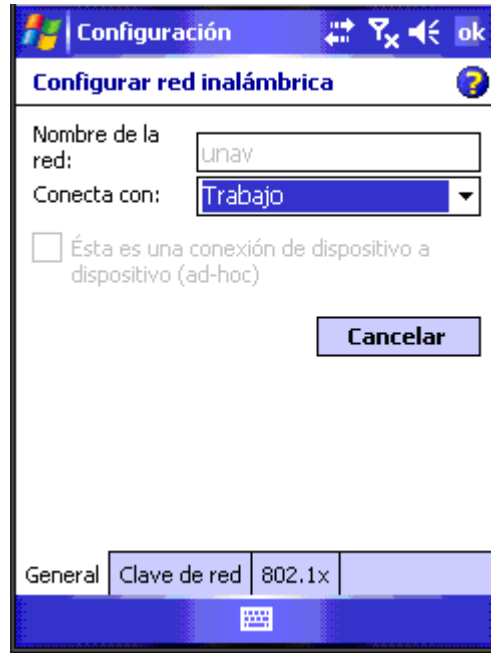 Configuración
ok
Configurar red inalámbrica
?
Nombre de la
red:
unav
Conecta con:
Trabajo
Ésta es una conexión de dispositivo a
dispositivo (ad-hoc)
Cancelar
General
Clave de red
802.1x